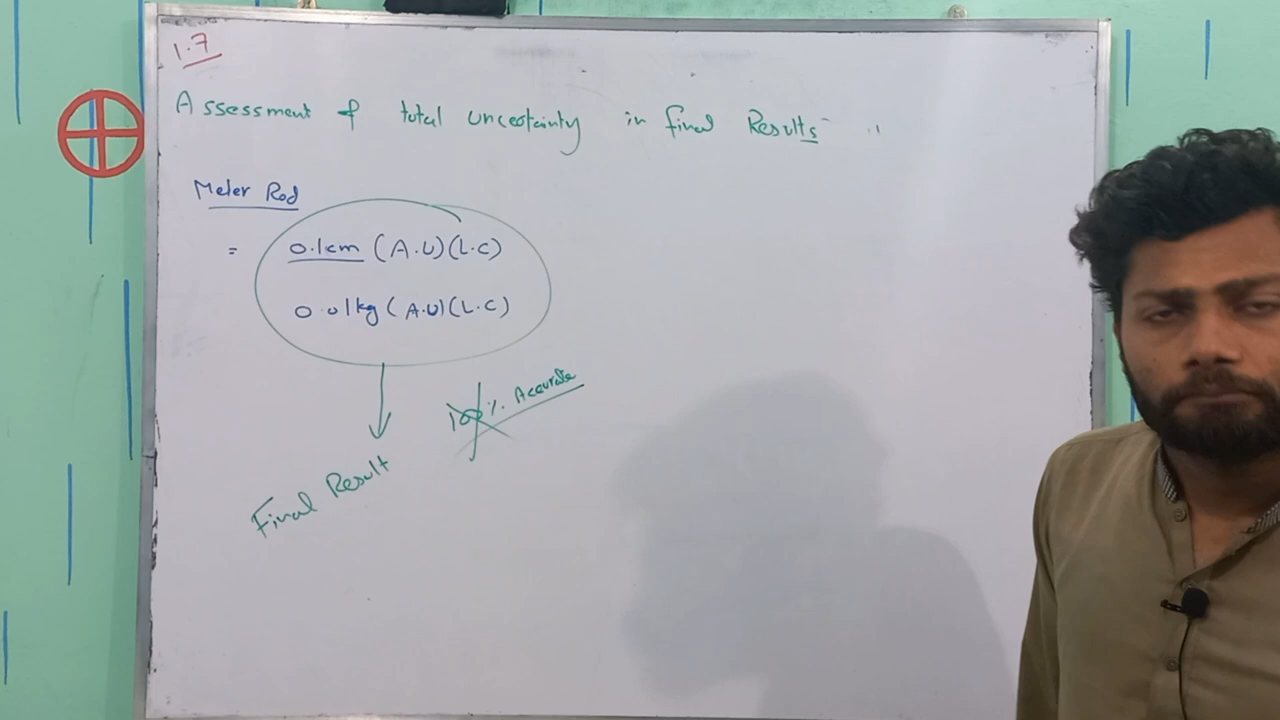 1.7
Assessment of total uncertainty in final Results
Meter Rod
= 0.1cm (A.U)(L.C)
0.01kg (A.U)(L.C)
100% Accurate
Final Result